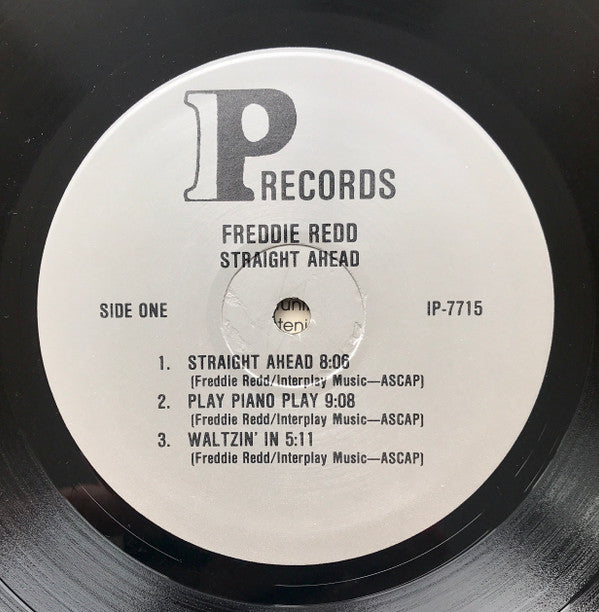 IP RECORDS
FREDDIE REDD
STRAIGHT AHEAD
SIDE ONE
IP-7715
1. STRAIGHT AHEAD 8:06
(Freddie Redd/Interplay Music—ASCAP)
2. PLAY PIANO PLAY 9:08
(Freddie Redd/Interplay Music—ASCAP)
3. WALTZIN' IN 5:11
(Freddie Redd/Interplay Music—ASCAP)